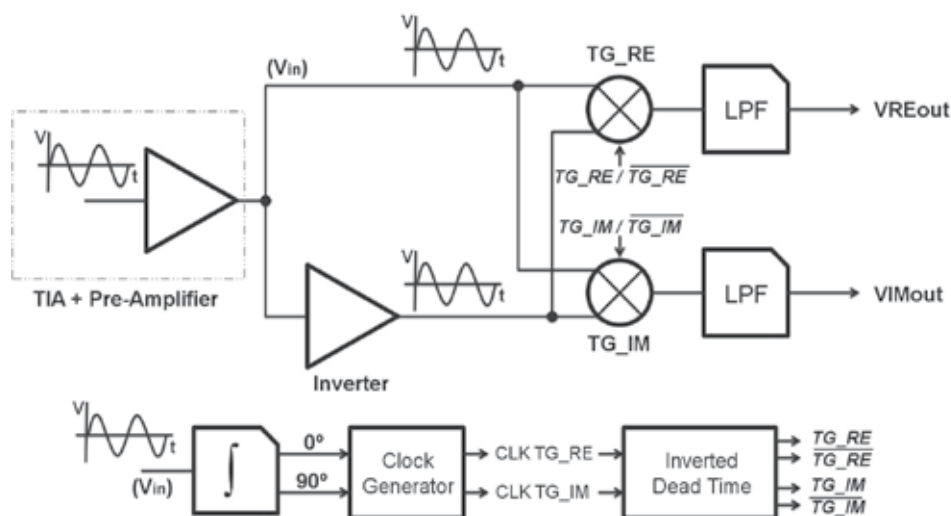 V
t
(Vin)
TG_RE
V
t
LPF
VREout
TG_RE / TG_RE
TG_IM / TG_IM
V
t
LPF
VIMout
TIA + Pre-Amplifier
TG_IM
Inverter
V
t
(Vin)
∫
0º
90º
Clock
Generator
CLK TG_RE
CLK TG_IM
Inverted
Dead Time
TG_RE
TG_RE
TG_IM
TG_IM